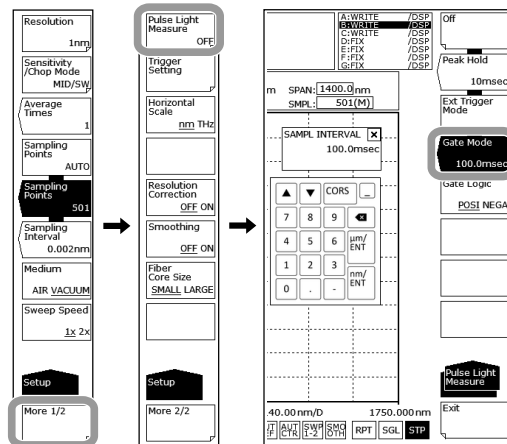 Resolution
1nm
Sensitivity
/Chop Mode
MID/SW
Average
Times
1
Sampling
Points
AUTO
Sampling
Points
501
Sampling
Interval
0.002nm
Medium
AIR VACUUM
Sweep Speed
1x 2x
Setup
More 1/2
Pulse Light
Measure
OFF
Trigger
Setting
Horizontal
Scale
nm THz
Resolution
Correction
OFF ON
Smoothing
OFF ON
Fiber
Core Size
SMALL LARGE
Setup
More 2/2
A:WRITE /DSP
B:WRITE /DSP
C:WRITE /DSP
D:FIX /DSP
E:FIX /DSP
F:FIX /DSP
G:FIX /DSP
m SPAN: 1400.0 nm
SMPL: 501(M)
SAMPL INTERVAL
100.0msec
CORS _
7 8 9
4 5 6 µm/
ENT
1 2 3
nm/
ENT
0 . -
40.00nm/D 1750.000nm
AUT
CTR
SWP
1-2
SMO
OTH
RPT SGL STP
Off
Peak Hold
10msec
Ext Trigger
Mode
Gate Mode
100.0msec
Gate Logic
POSI NEGA
Pulse Light
Measure
Exit